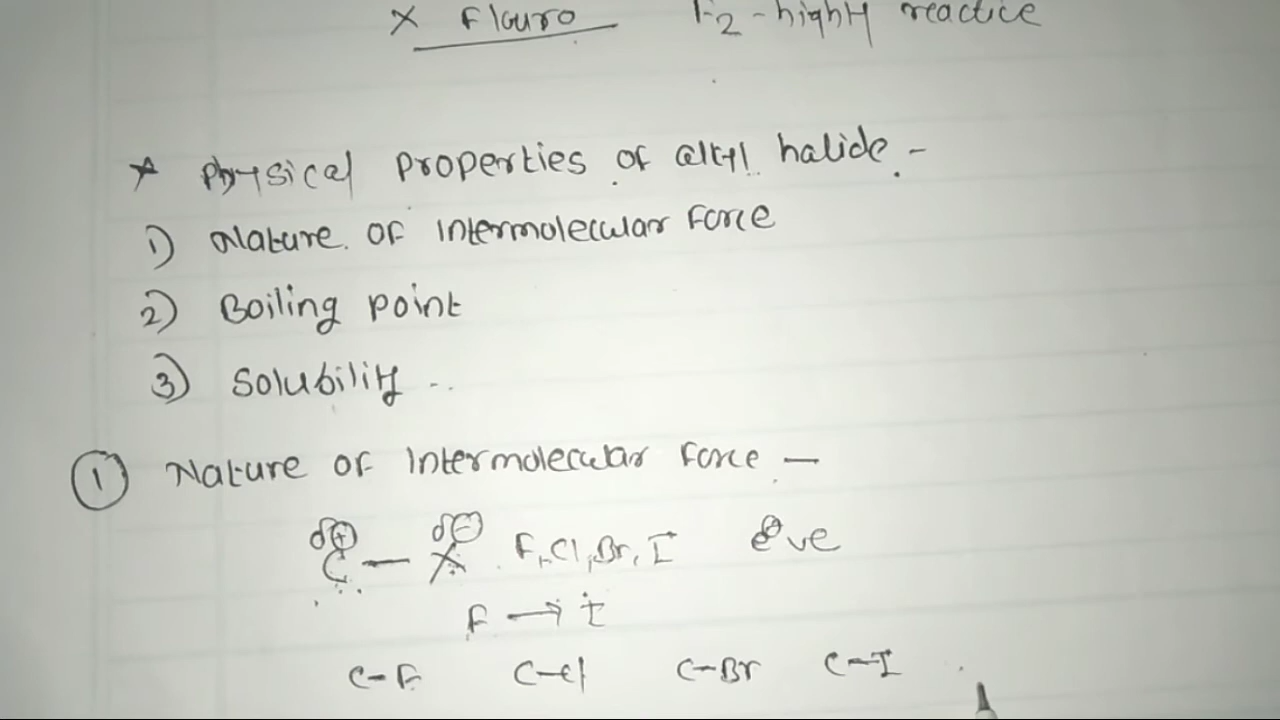 x Flouro F2 - highly reactice
* Physical properties of alkyl halide -
1) Nature of Intermolecular Force
2) Boiling point
3) Solubility ..
① Nature of Intermolecular Force —
δ⊕ δ⊖
C — X F, Cl, Br, I e⊖ve
F → I
C-F C-Cl C-Br C-I